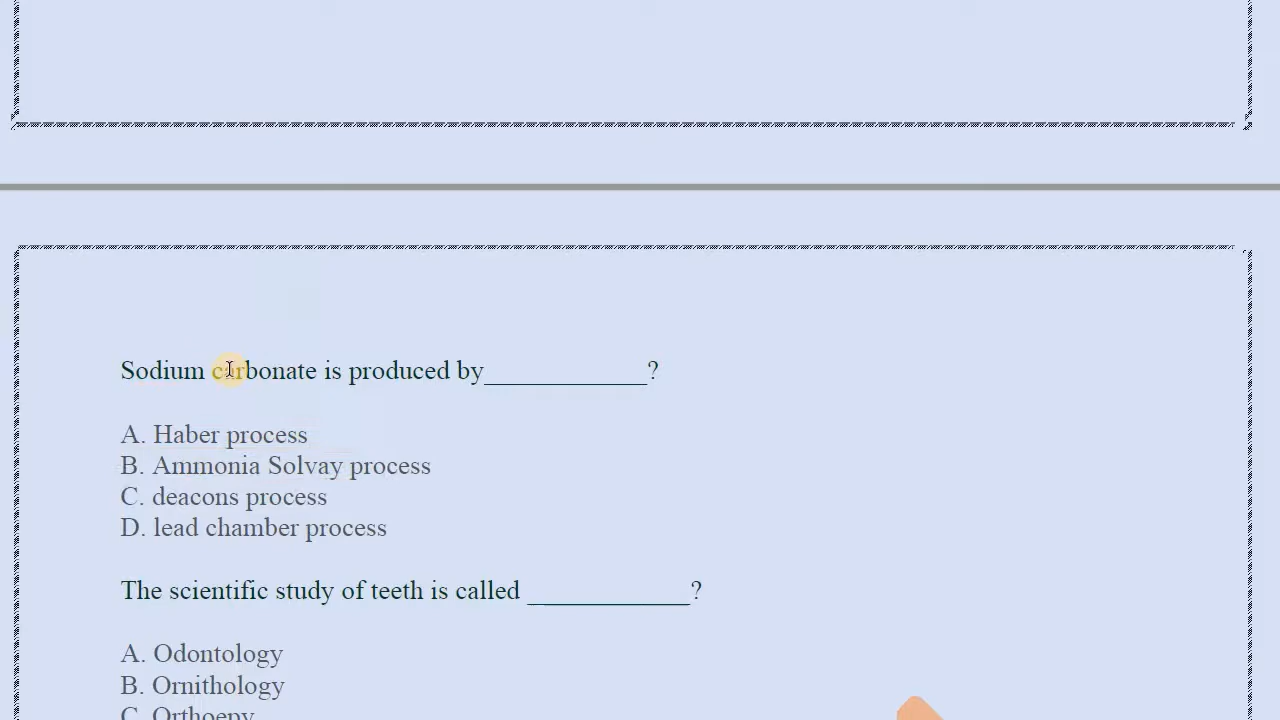 Sodium carbonate is produced by____________?
A. Haber process
B. Ammonia Solvay process
C. deacons process
D. lead chamber process
The scientific study of teeth is called ____________?
A. Odontology
B. Ornithology
C. Orthoepy